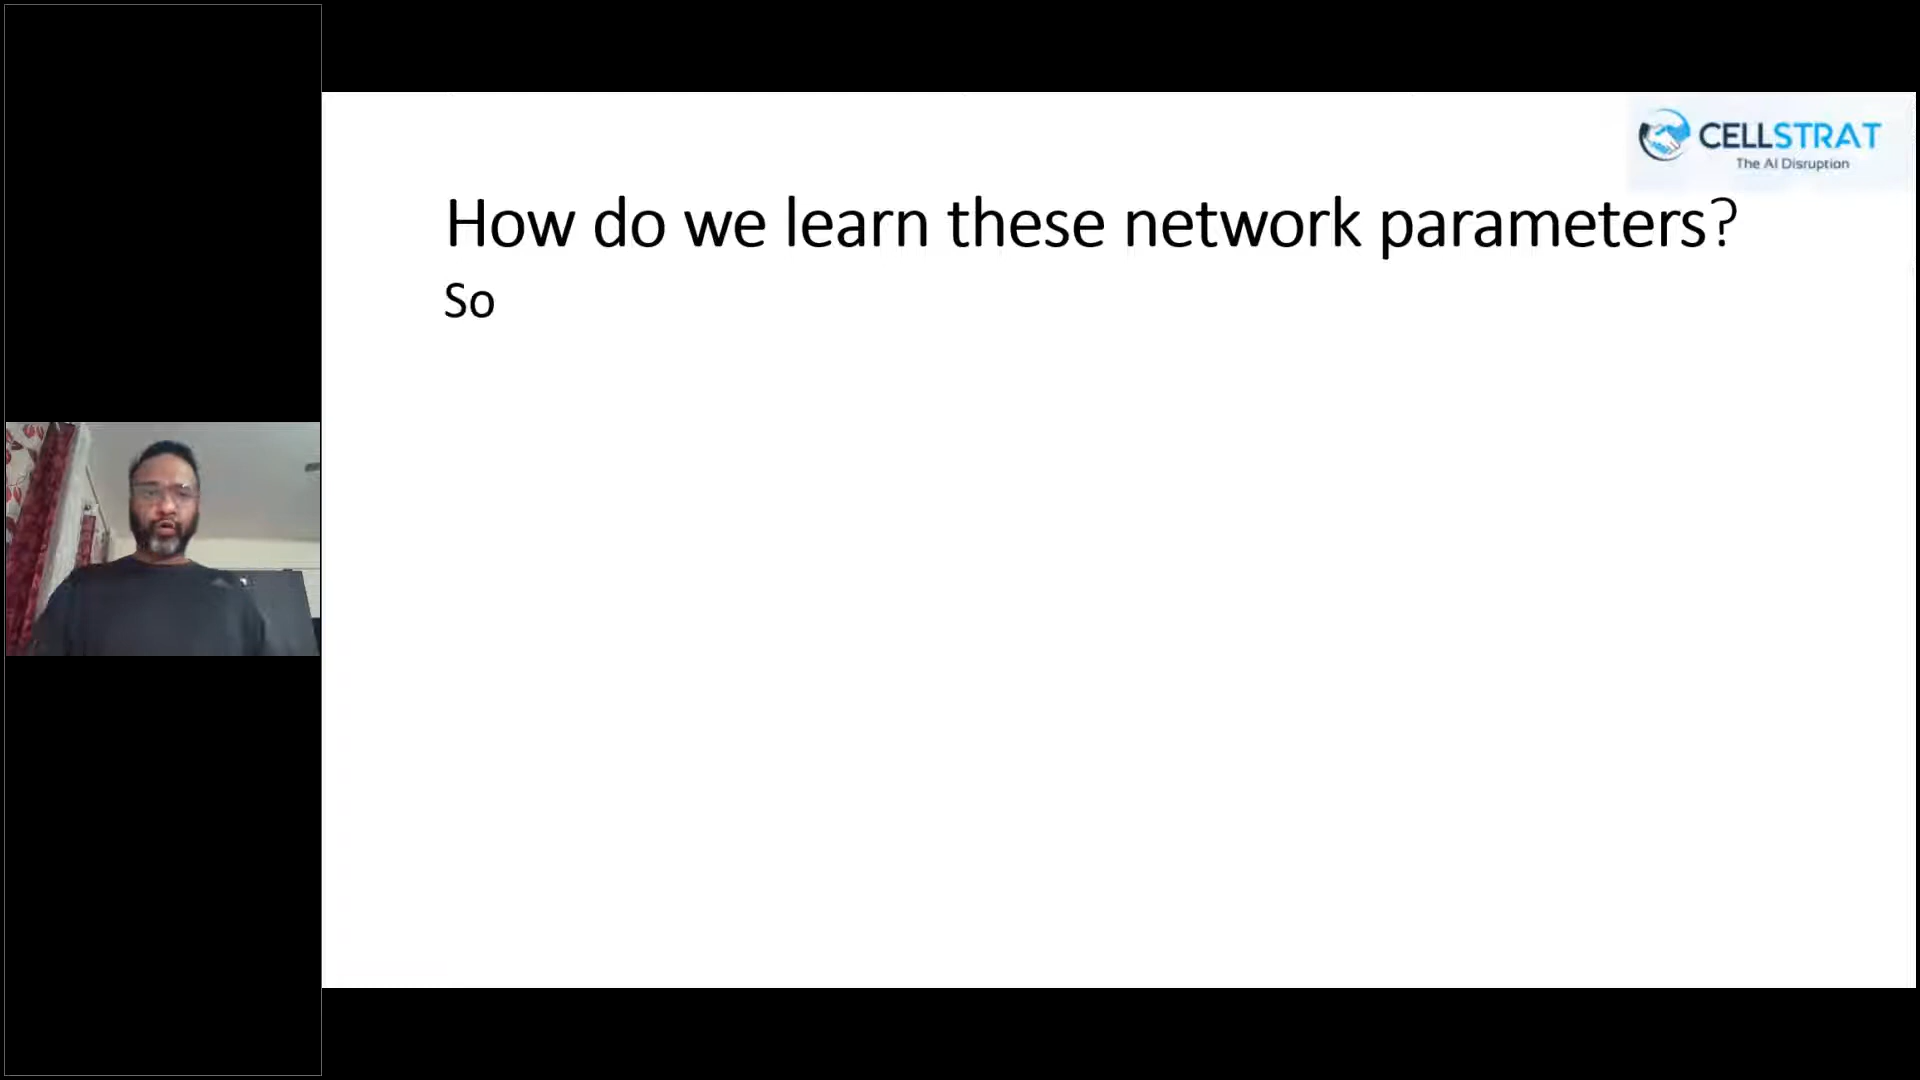 CELLSTRAT
The AI Disruption
How do we learn these network parameters?
So